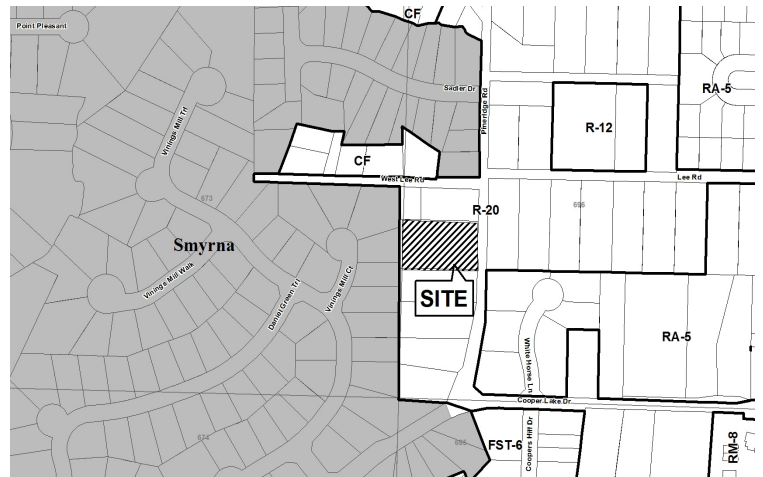 Point Pleasant
CF
Sadler Dr
Pineridge Rd
RA-5
Vinings Mill Trl
R-12
CF
West Lee Rd
Lee Rd
673
R-20
696
Smyrna
Vinings Mill Walk
Daniel Green Trl
Vinings Mill Ct
SITE
White Horse Ln
RA-5
Cooper Lake Dr
674
695
FST-6
Coopers Hill Dr
RM-8